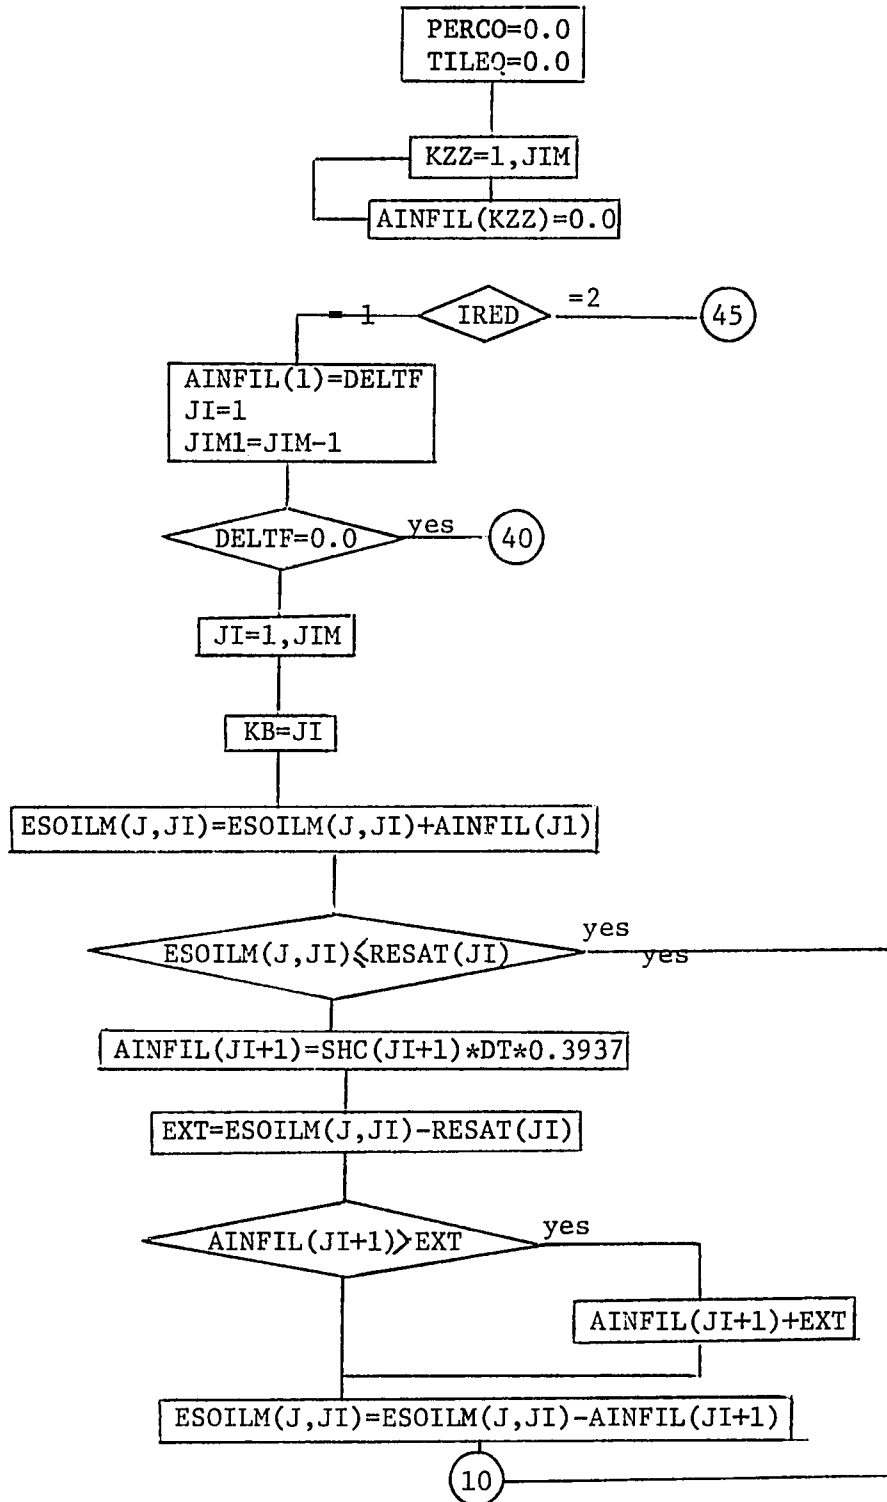 PERCO=0.0
TILEQ=0.0
KZZ=1,JIM
AINFIL(KZZ)=0.0
=1
IRED
=2
45
AINFIL(1)=DELTF
JI=1
JIM1=JIM-1
DELTF=0.0
yes
40
JI=1,JIM
KB=JI
ESOILM(J,JI)=ESOILM(J,JI)+AINFIL(J1)
ESOILM(J,JI)⩽RESAT(JI)
yes
yes
AINFIL(JI+1)=SHC(JI+1)*DT*0.3937
EXT=ESOILM(J,JI)-RESAT(JI)
AINFIL(JI+1)>EXT
yes
AINFIL(JI+1)+EXT
ESOILM(J,JI)=ESOILM(J,JI)-AINFIL(JI+1)
10